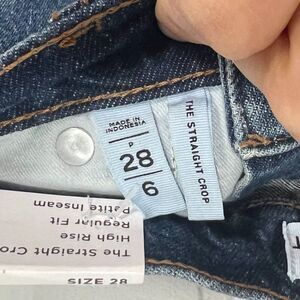 MADE IN
INDONESIA
P
28
6
THE STRAIGHT CROP
The Straight Cro
High Rise
Regular Fit
Petite Inseam
SIZE 28